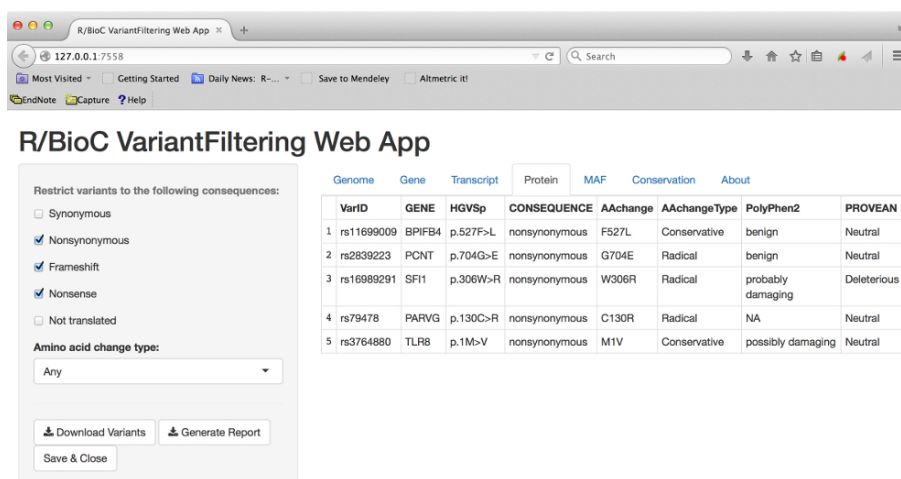 R/BioC VariantFiltering Web App × +
127.0.0.1:7558 Search
Most Visited Getting Started Daily News: R-... Save to Mendeley Altmetric it!
EndNote Capture ? Help
R/BioC VariantFiltering Web App
Restrict variants to the following consequences:
Synonymous
Nonsynonymous
Frameshift
Nonsense
Not translated
Amino acid change type:
Any
Download Variants Generate Report
Save & Close
Genome Gene Transcript Protein MAF Conservation About
VarID GENE HGVSp CONSEQUENCE AAchange AAchangeType PolyPhen2 PROVEAN
1 rs11699009 BPIFB4 p.527F>L nonsynonymous F527L Conservative benign Neutral
2 rs2839223 PCNT p.704G>E nonsynonymous G704E Radical benign Neutral
3 rs16989291 SFI1 p.306W>R nonsynonymous W306R Radical probably Deleterious
damaging
4 rs79478 PARVG p.130C>R nonsynonymous C130R Radical NA Neutral
5 rs3764880 TLR8 p.1M>V nonsynonymous M1V Conservative possibly damaging Neutral